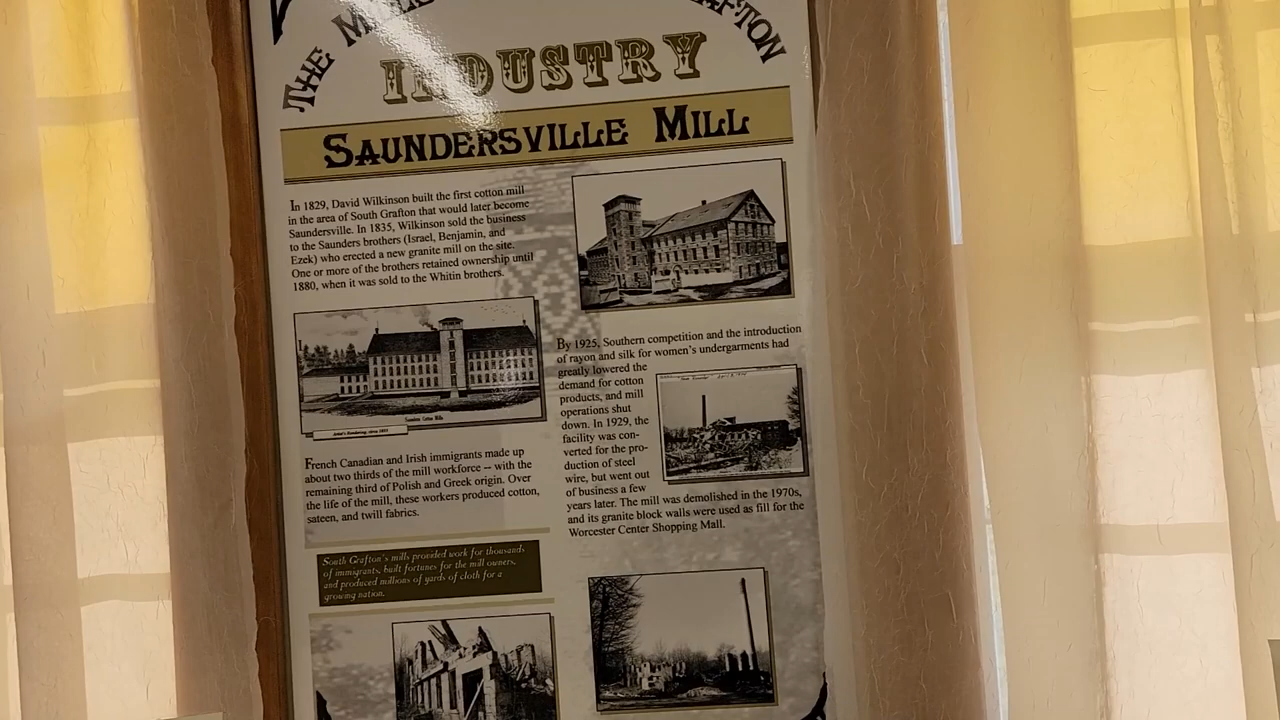 THE MILLS GRAFTON
INDUSTRY
SAUNDERSVILLE MILL
In 1829, David Wilkinson built the first cotton mill
in the area of South Grafton that would later become
Saundersville. In 1835, Wilkinson sold the business
to the Saunders brothers (Israel, Benjamin, and
Ezek) who erected a new granite mill on the site.
One or more of the brothers retained ownership until
1880, when it was sold to the Whitin brothers.
Saunders Cotton Mills
French Canadian and Irish immigrants made up
about two thirds of the mill workforce -- with the
remaining third of Polish and Greek origin. Over
the life of the mill, these workers produced cotton,
sateen, and twill fabrics.
South Grafton's mills provided work for thousands
of immigrants, built fortunes for the mill owners,
and produced millions of yards of cloth for a
growing nation.
By 1925, Southern competition and the introduction
of rayon and silk for women's undergarments had
greatly lowered the
demand for cotton
products, and mill
operations shut
down. In 1929, the
facility was con-
verted for the pro-
duction of steel
wire, but went out
of business a few
years later. The mill was demolished in the 1970s,
and its granite block walls were used as fill for the
Worcester Center Shopping Mall.